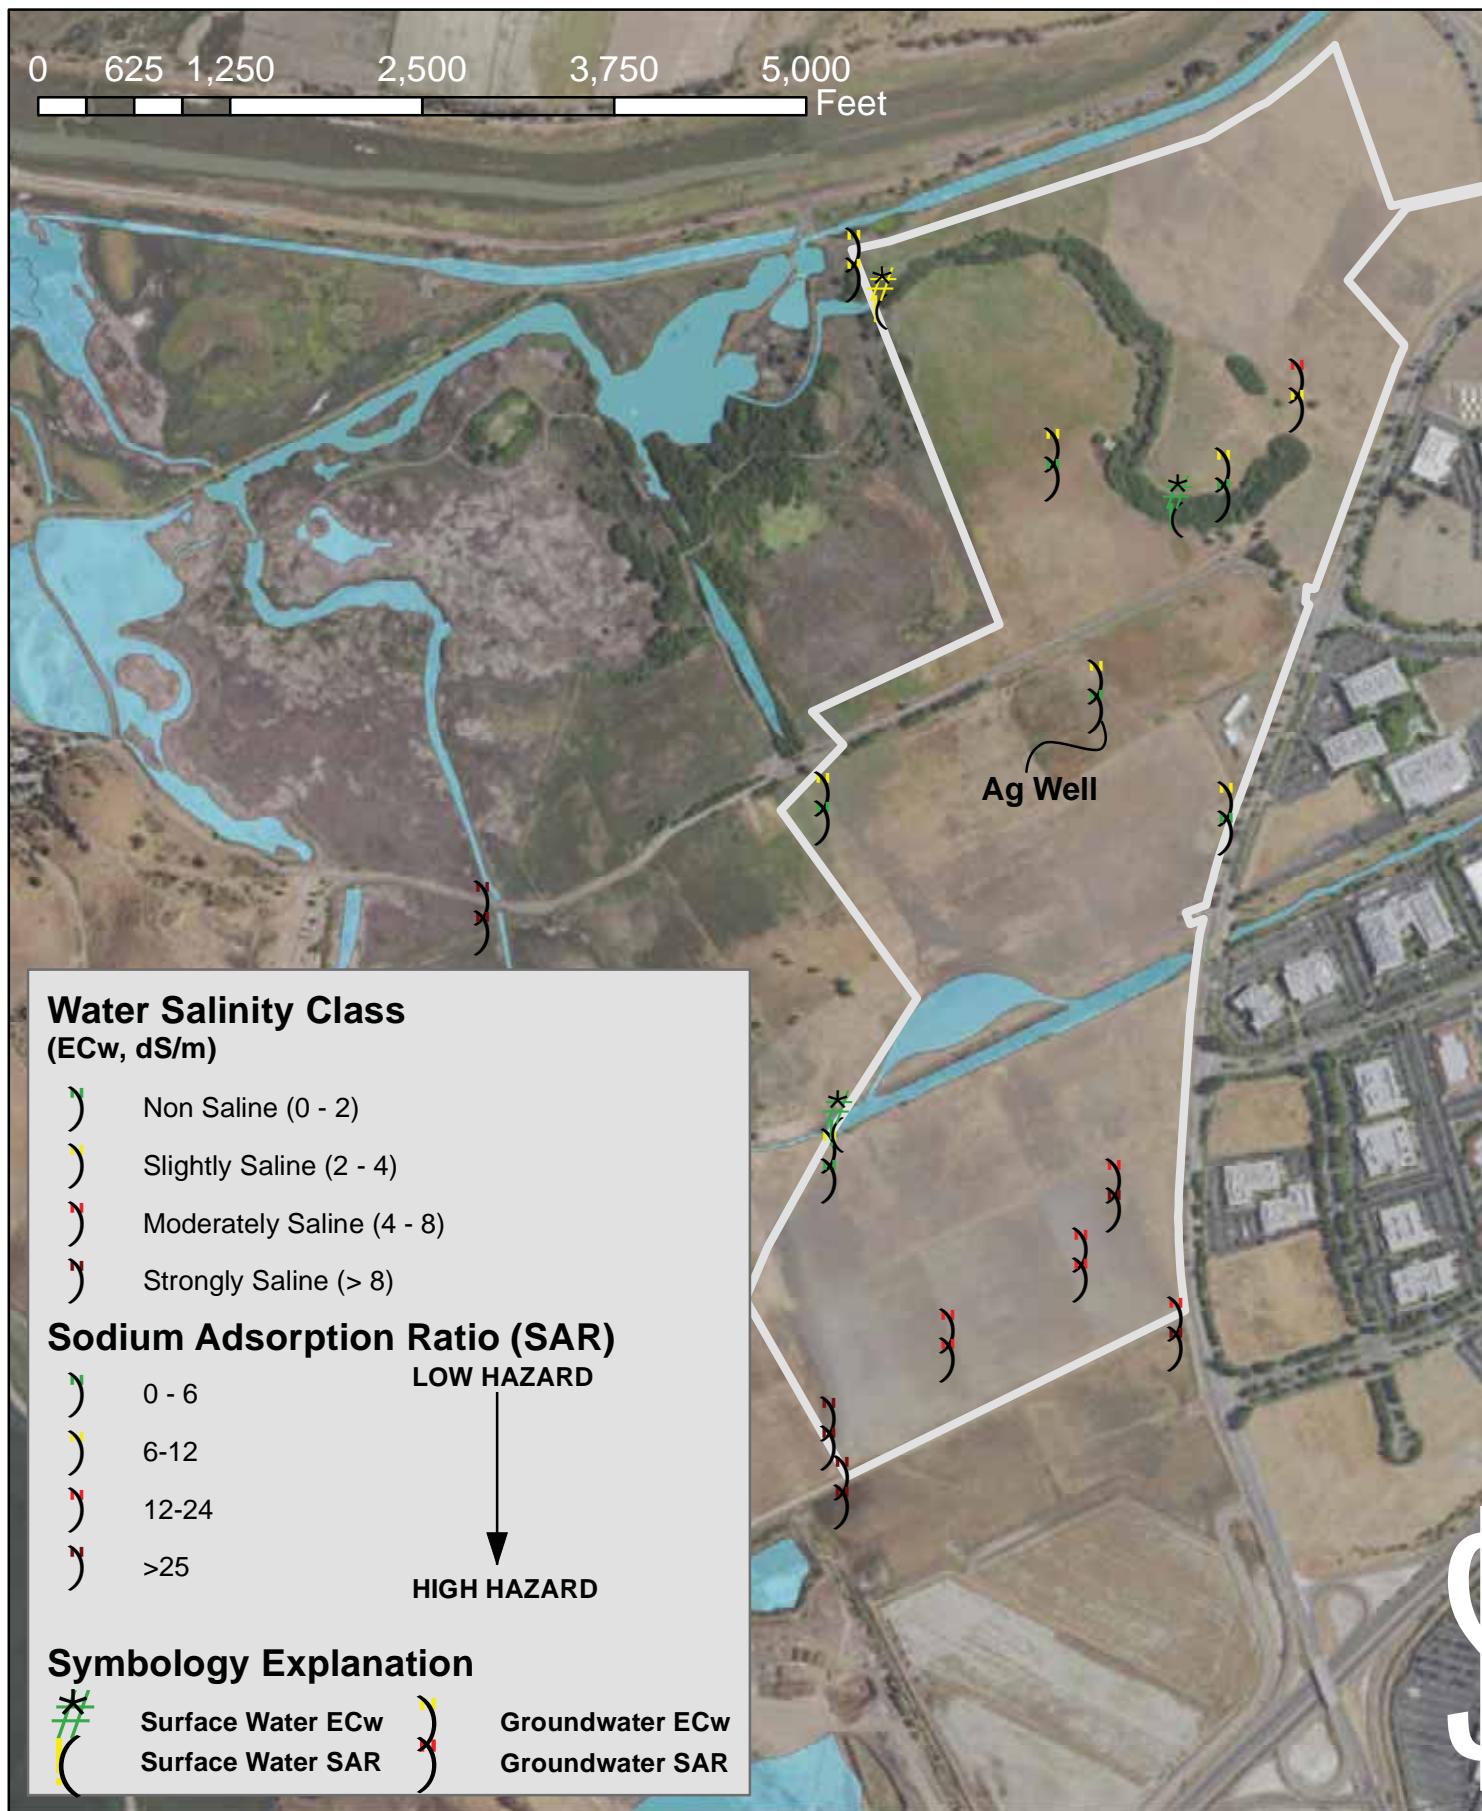 0 625 1,250 2,500 3,750 5,000
Feet
Ag Well
Water Salinity Class
(ECw, dS/m)
Non Saline (0 - 2)
Slightly Saline (2 - 4)
Moderately Saline (4 - 8)
Strongly Saline (> 8)
Sodium Adsorption Ratio (SAR)
LOW HAZARD
0 - 6
6-12
12-24
>25
HIGH HAZARD
Symbology Explanation
Surface Water ECw Groundwater ECw
Surface Water SAR Groundwater SAR